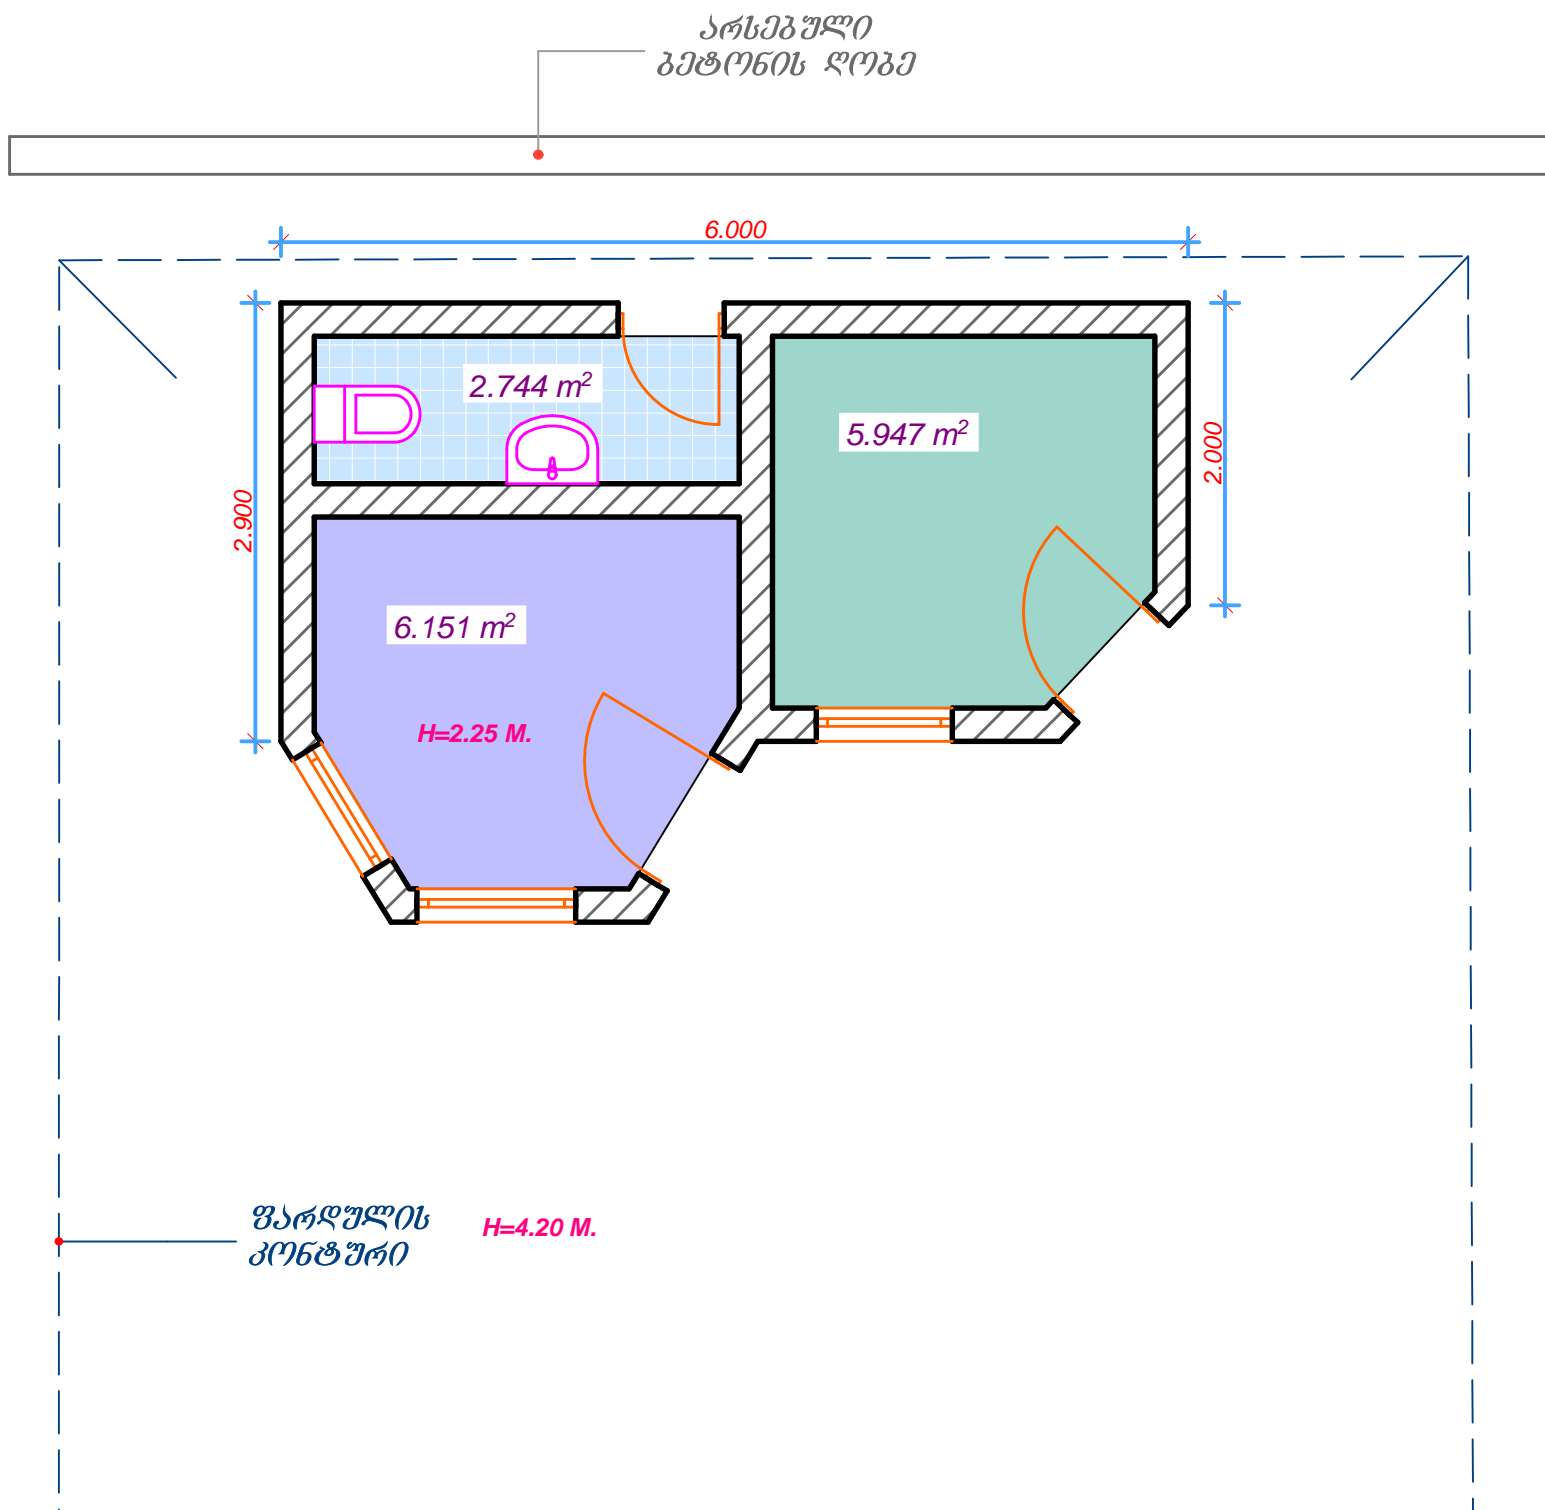 არსებული
ბეტონის ღობე
6.000
2.744 m²
5.947 m²
2.000
2.900
6.151 m²
H=2.25 M.
ფარდულის
კონტური
H=4.20 M.